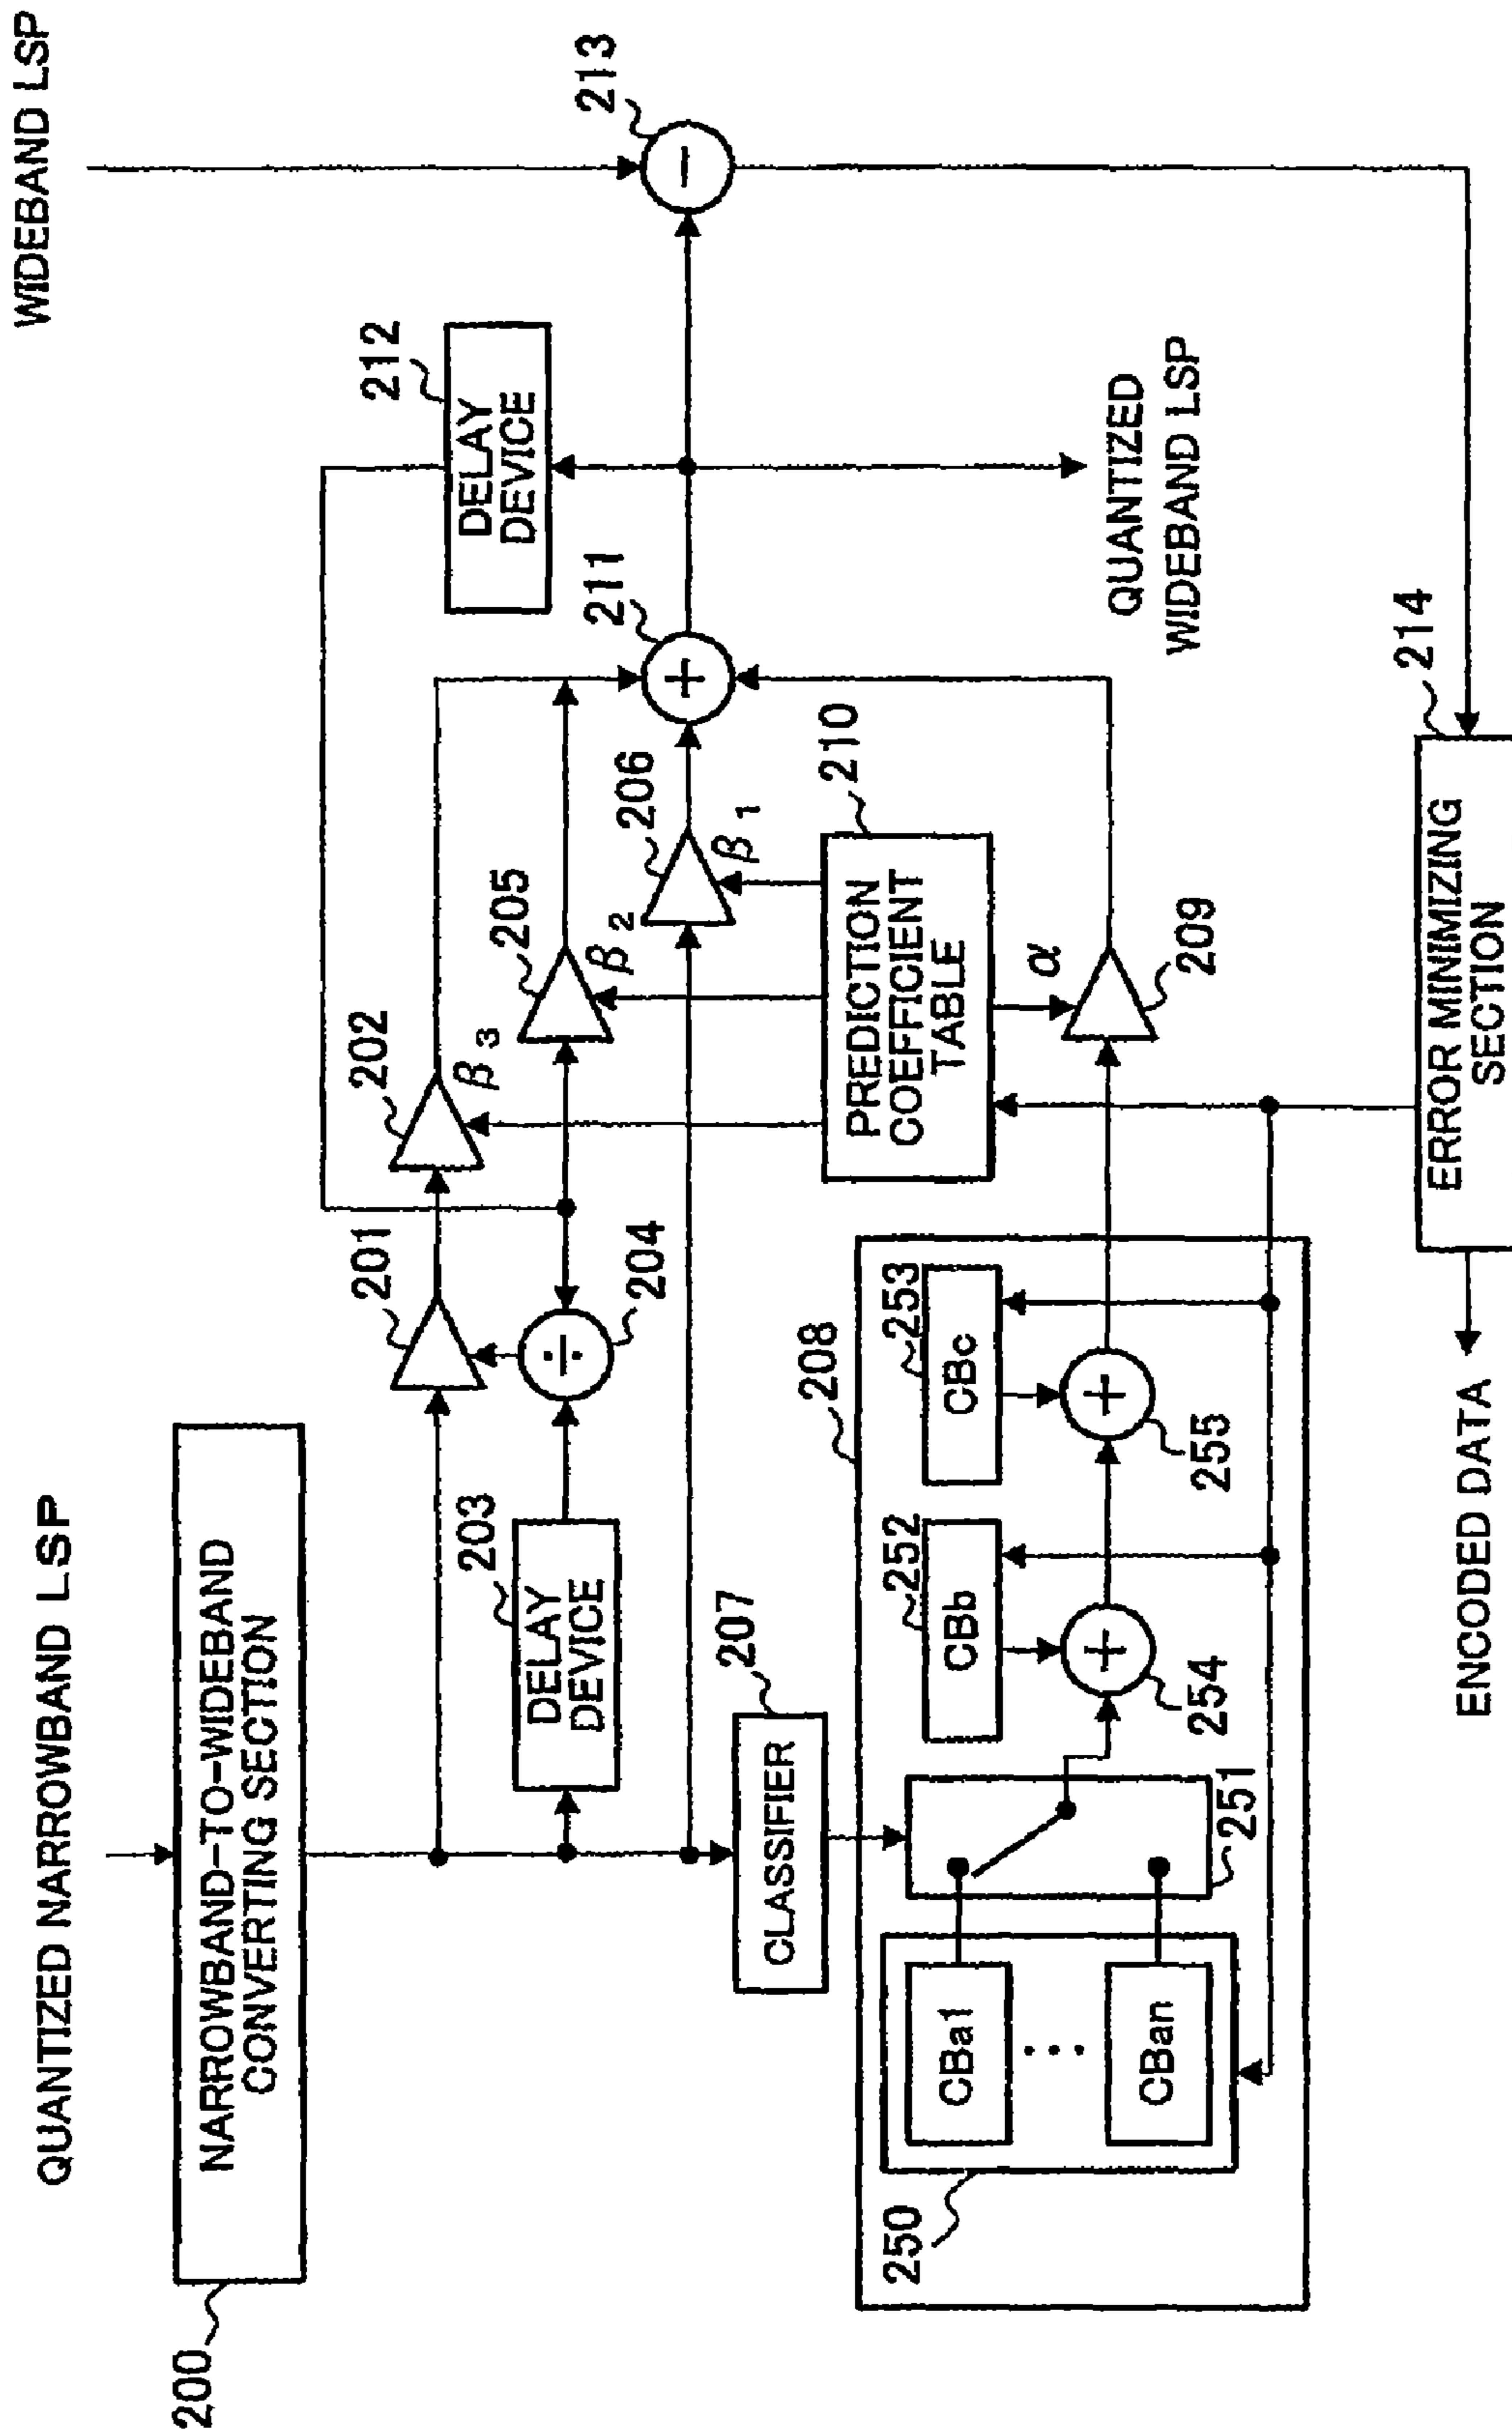 QUANTIZED NARROWBAND LSP
WIDEBAND LSP
200
NARROWBAND-TO-WIDEBAND
CONVERTING SECTION
201
202
β3
212
DELAY
DEVICE
203
DELAY
DEVICE
204
205
β2
206
β1
211
213
207
CLASSIFIER
210
PREDICTION
COEFFICIENT
TABLE
α
209
QUANTIZED
WIDEBAND LSP
208
250
CBa1
CBan
251
252
CBb
254
253
CBc
255
214
ERROR MINIMIZING
SECTION
ENCODED DATA